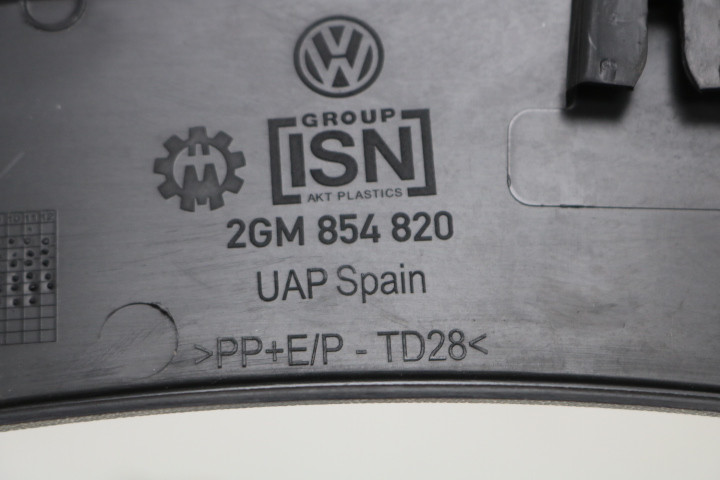 GROUP
ISN
AKT PLASTICS
2GM 854 820
UAP Spain
>PP+E/P - TD28<